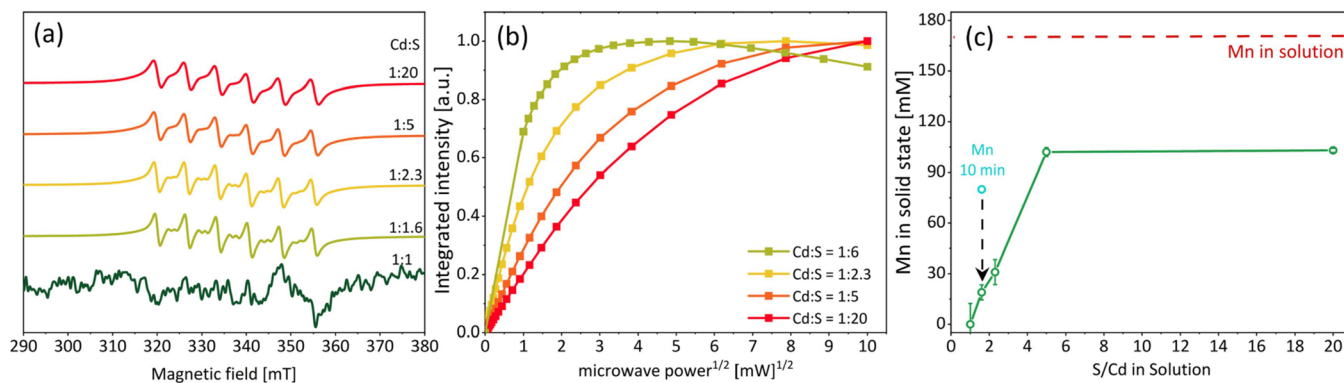 (a)
Cd:S
1:20
1:5
1:2.3
1:1.6
1:1
290 300 310 320 330 340 350 360 370 380
Magnetic field [mT]
(b)
Integrated intensity [a.u.]
1.0
0.8
0.6
0.4
0.2
0.0
Cd:S = 1:6
Cd:S = 1:2.3
Cd:S = 1:5
Cd:S = 1:20
0 1 2 3 4 5 6 7 8 9 10
microwave power^1/2 [mW]^1/2
(c)
Mn in solid state [mM]
180
150
120
90
60
30
0
Mn in solution
Mn
10 min
0 2 4 6 8 10 12 14 16 18 20
S/Cd in Solution